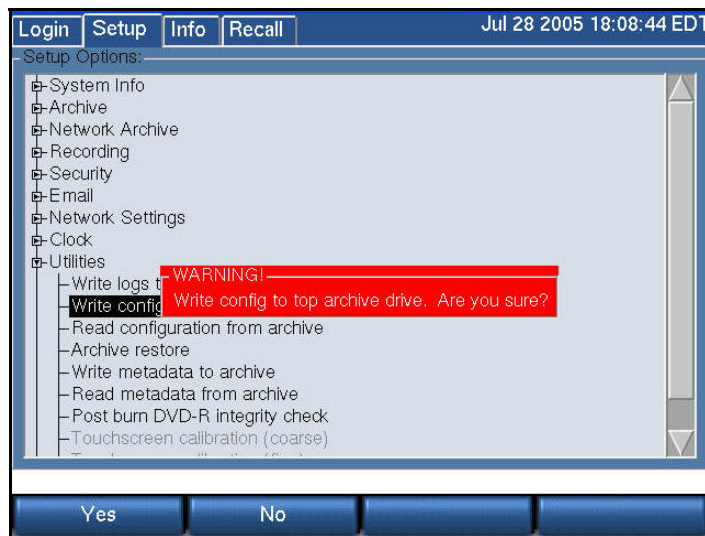 Login Setup Info Recall Jul 28 2005 18:08:44 EDT
Setup Options:
System Info
Archive
Network Archive
Recording
Security
Email
Network Settings
Clock
Utilities
Write logs
WARNING!
Write config
Write config to top archive drive. Are you sure?
Read configuration from archive
Archive restore
Write metadata to archive
Read metadata from archive
Post burn DVD-R integrity check
Touchscreen calibration (coarse)
Yes No